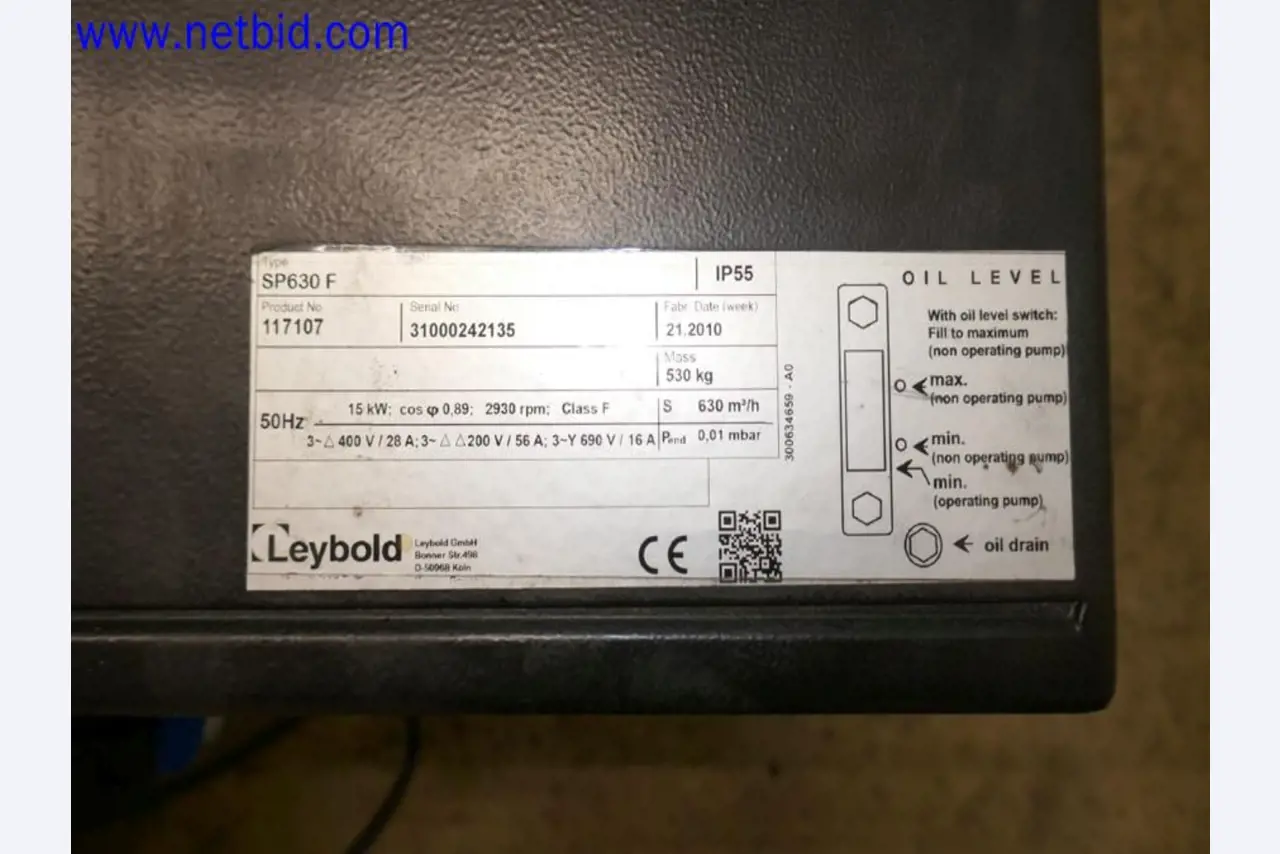 www.netbid.com
Type
SP630 F
IP55
Product No.
117107
Serial No
31000242135
Fabr. Date (week)
21.2010
Mass
530 kg
50Hz
15 kW; cos φ 0,89; 2930 rpm; Class F
3~△ 400 V / 28 A; 3~ △ △200 V / 56 A; 3~Y 690 V / 16 A
S 630 m³/h
Pend 0,01 mbar
300634659 - A0
Leybold
Leybold GmbH
Bonner Str.498
D-50968 Köln
CE
OIL LEVEL
With oil level switch:
Fill to maximum
(non operating pump)
max.
(non operating pump)
min.
(non operating pump)
min.
(operating pump)
oil drain